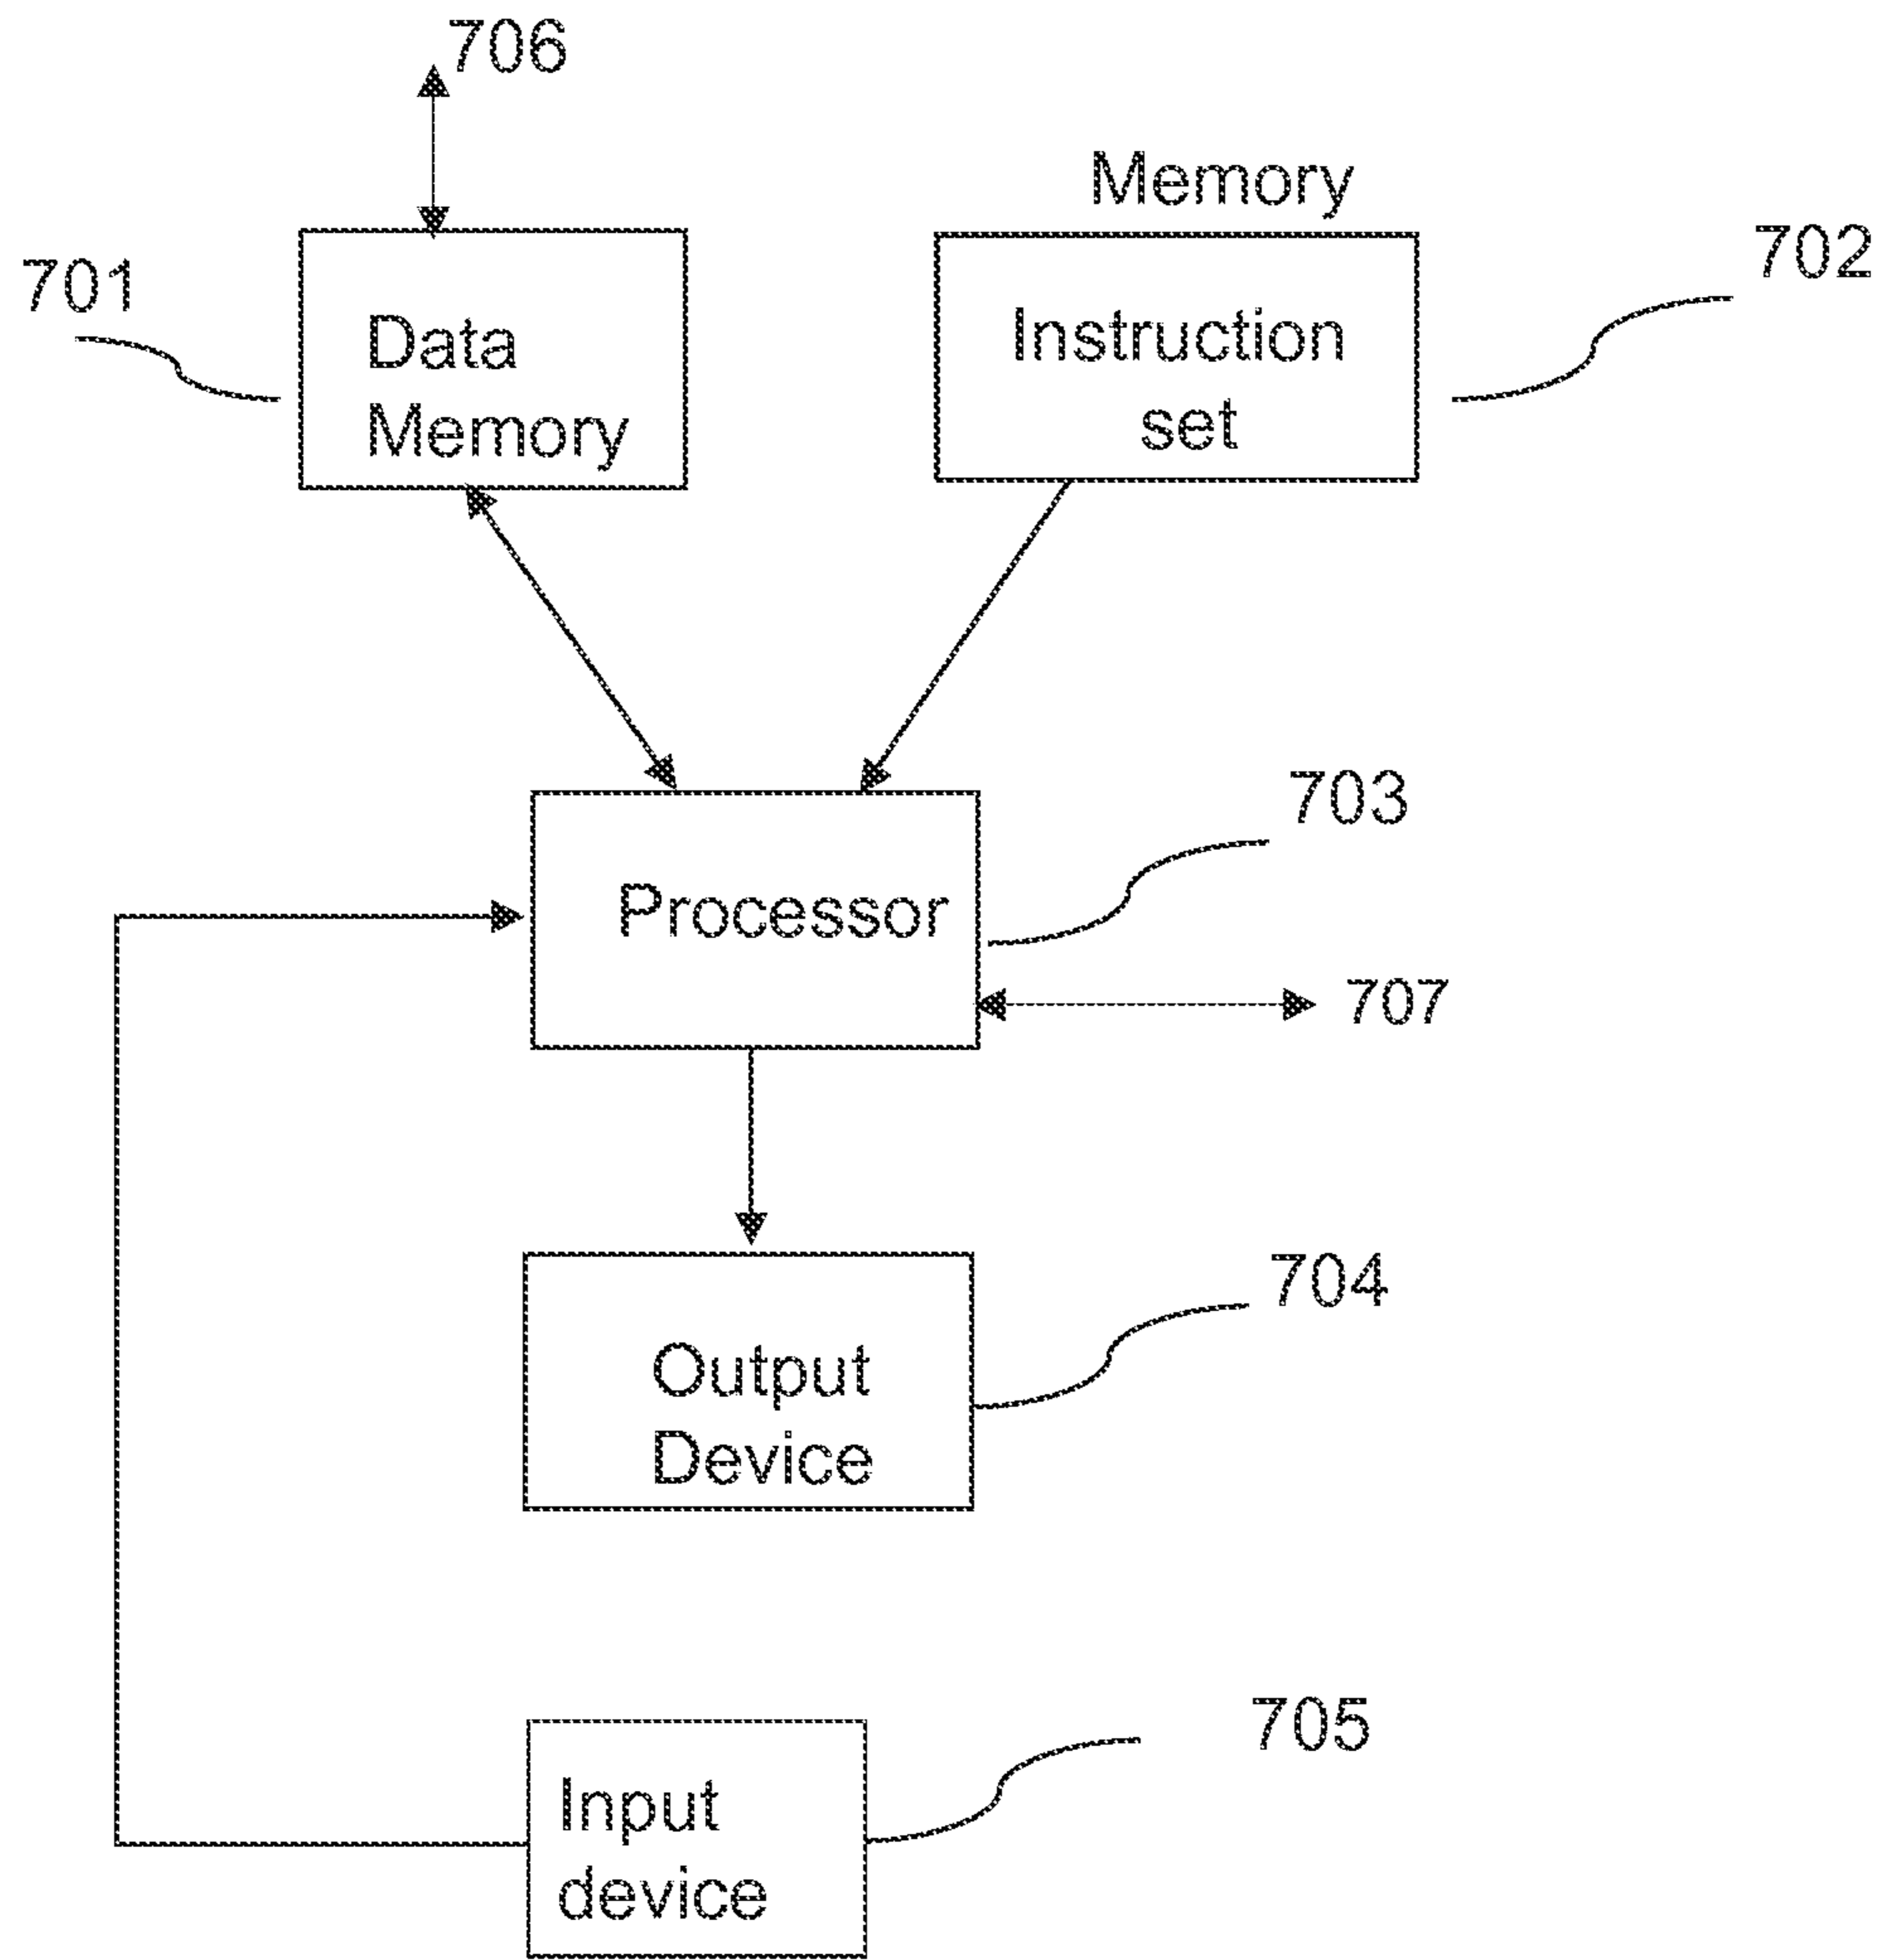 706
Memory
701
702
Data
Memory
Instruction
set
703
Processor
707
704
Output
Device
705
Input
device